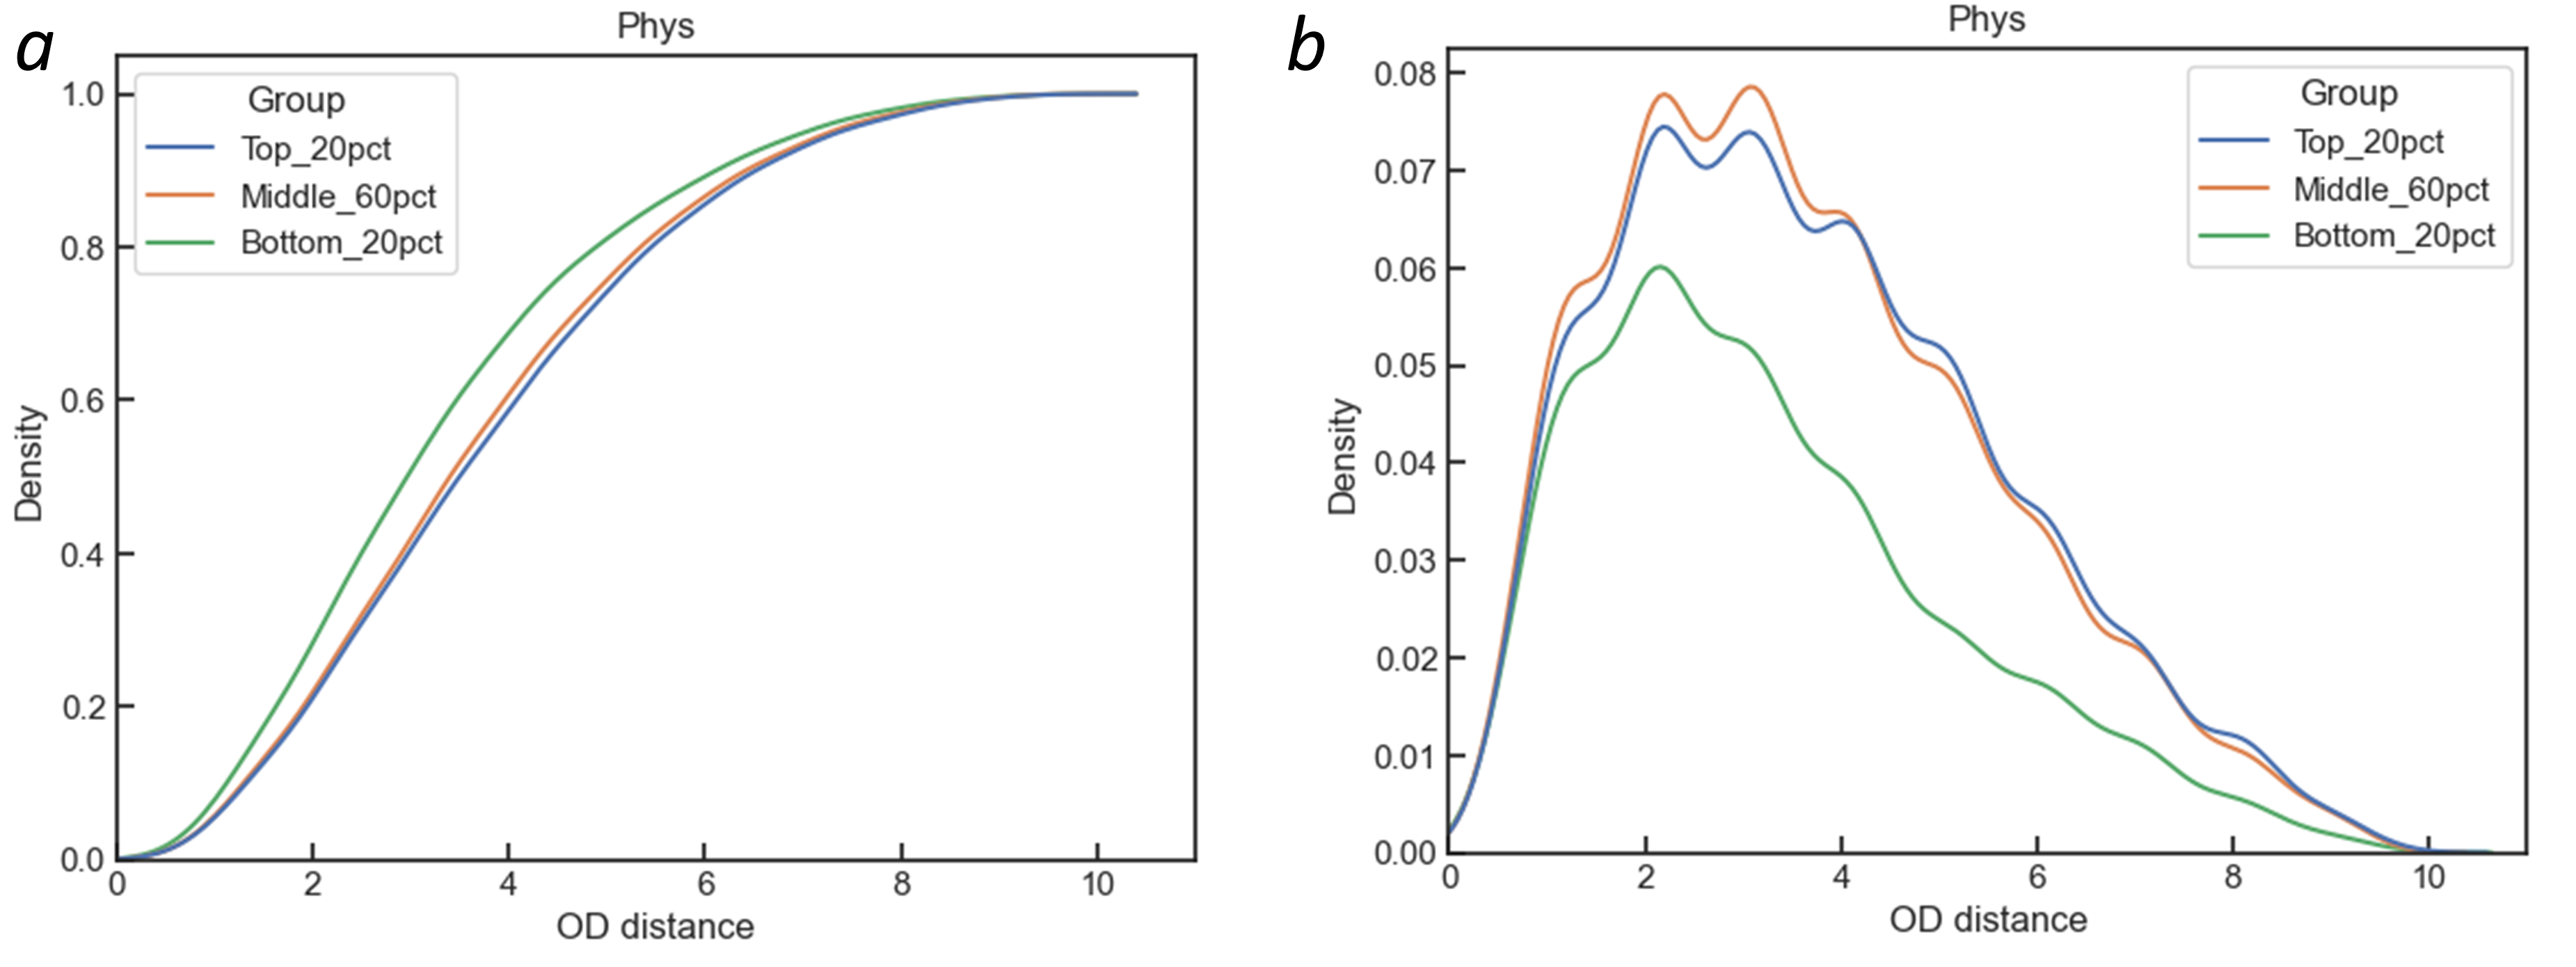 a
Phys
1.0
0.8
0.6
0.4
0.2
0.0
Density
Group
Top_20pct
Middle_60pct
Bottom_20pct
0 2 4 6 8 10
OD distance
b
Phys
0.08
0.07
0.06
0.05
0.04
0.03
0.02
0.01
0.00
Density
Group
Top_20pct
Middle_60pct
Bottom_20pct
0 2 4 6 8 10
OD distance